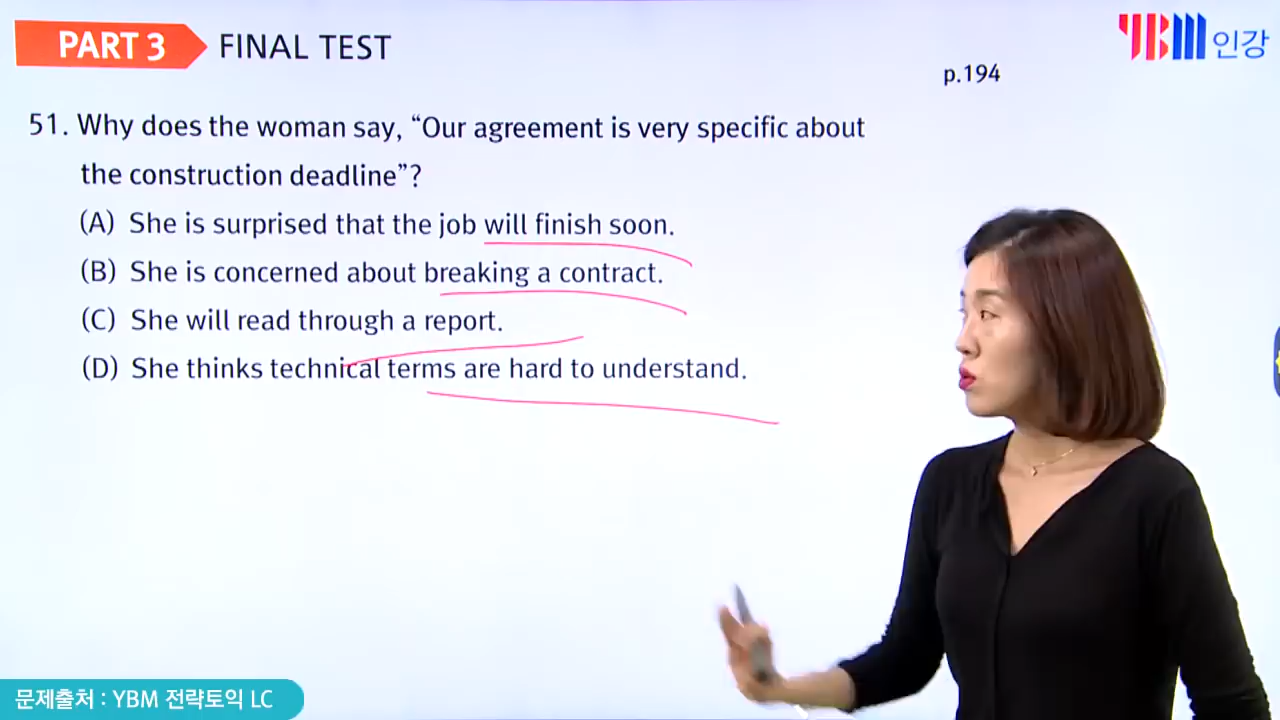 PART 3
FINAL TEST
YBM 인강
p.194
51. Why does the woman say, “Our agreement is very specific about
the construction deadline”?
(A) She is surprised that the job will finish soon.
(B) She is concerned about breaking a contract.
(C) She will read through a report.
(D) She thinks technical terms are hard to understand.
문제출처 : YBM 전략토익 LC